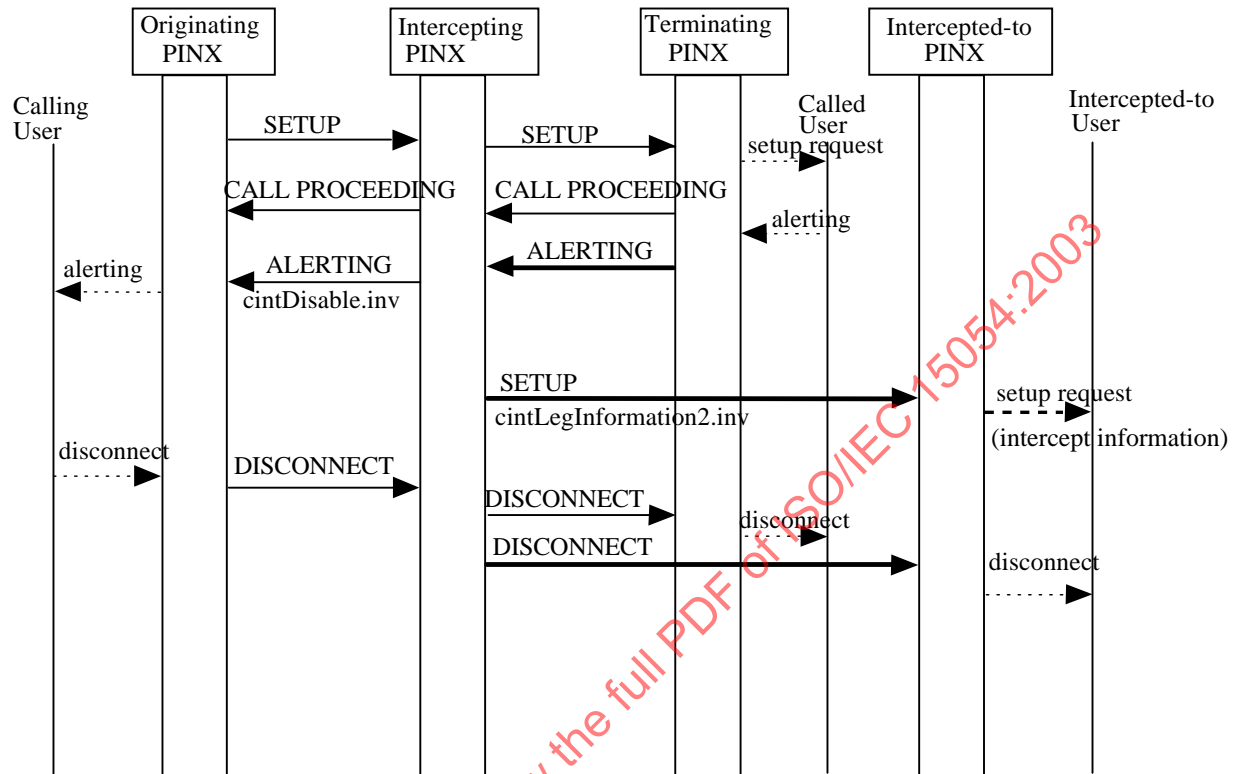 Originating
PINX
Intercepting
PINX
Terminating
PINX
Intercepted-to
PINX
Calling
User
Called
User
Intercepted-to
User
SETUP
SETUP
setup request
CALL PROCEEDING
CALL PROCEEDING
alerting
ALERTING
ALERTING
alerting
cintDisable.inv
SETUP
cintLegInformation2.inv
setup request
(intercept information)
disconnect
DISCONNECT
DISCONNECT
disconnect
DISCONNECT
disconnect
the full PDF of ISO/IEC 15054:2003